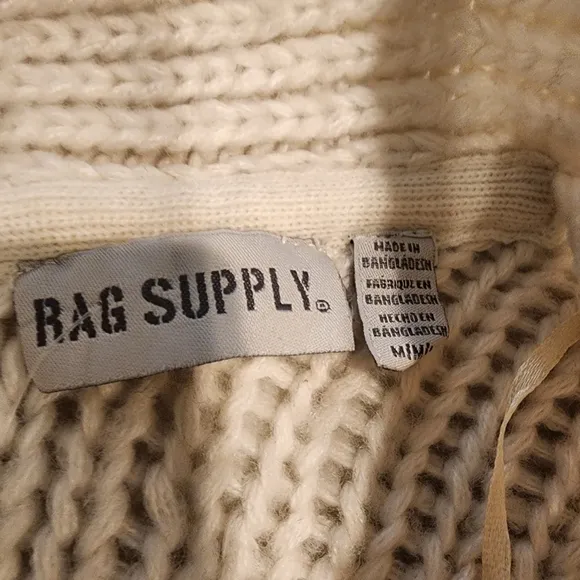 RAG SUPPLY®
MADE IN
BANGLADESH
FABRIQUE EN
BANGLADESH
HECHO EN
BANGLADESH
M|M|